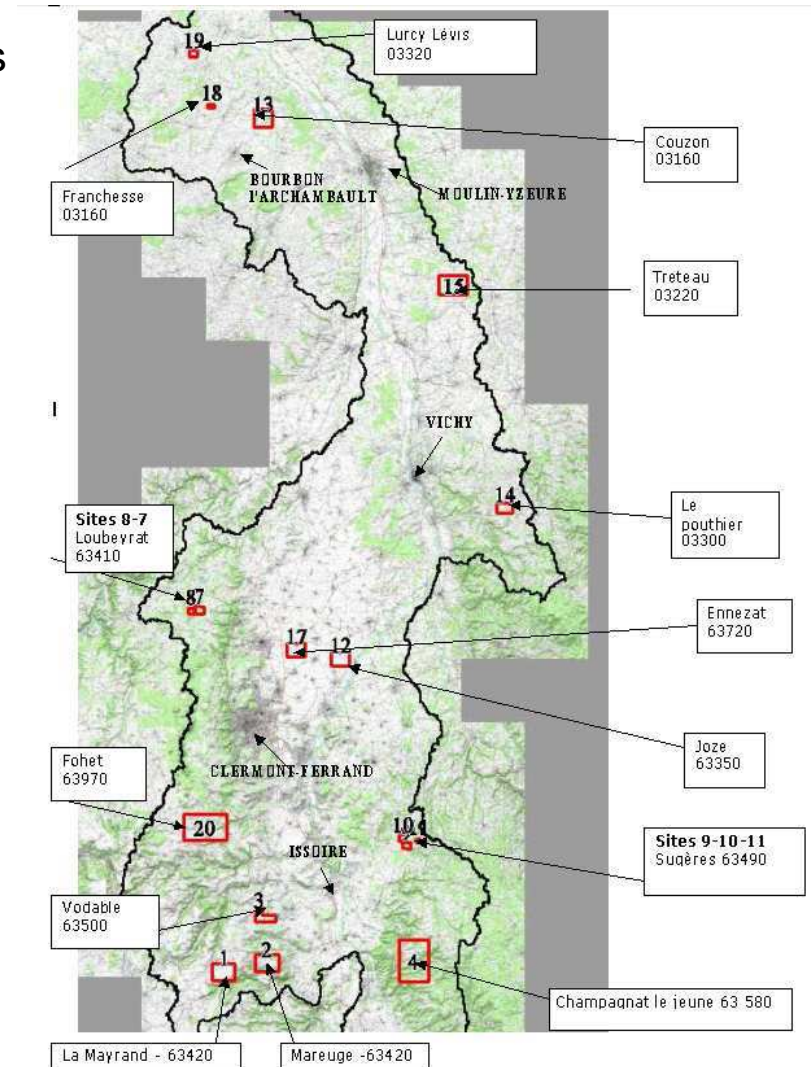 s
19
Lurcy Lévis
03320
18
13
Couzon
03160
BOURBON
l'ARCHAMBAULT
MOULIN-YZEURE
Franchesse
03160
15
Treteau
03220
l
VICHY
14
Le
pouthier
03300
Sites 8-7
Loubeyrat
63410
87
Ennezat
63720
17
12
CLERMONT-FERRAND
Joze
63350
Fohet
63970
20
10
ISSOIRE
Sites 9-10-11
Sugères 63490
Vodable
63500
3
1
2
4
Champagnat le jeune 63 580
La Mayrand - 63420
Mareuge -63420